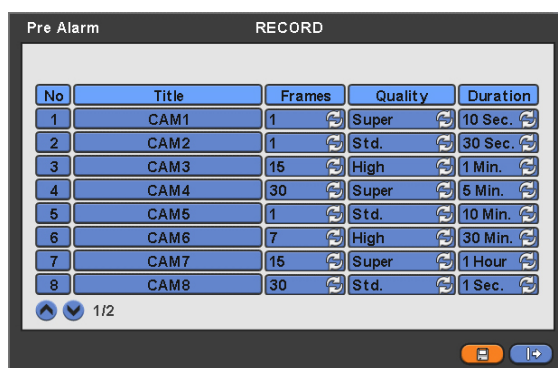 Pre Alarm RECORD
No Title Frames Quality Duration
1 CAM1 1 Super 10 Sec.
2 CAM2 1 Std. 30 Sec.
3 CAM3 15 High 1 Min.
4 CAM4 30 Super 5 Min.
5 CAM5 1 Std. 10 Min.
6 CAM6 7 High 30 Min.
7 CAM7 15 Super 1 Hour
8 CAM8 30 Std. 1 Sec.
1/2